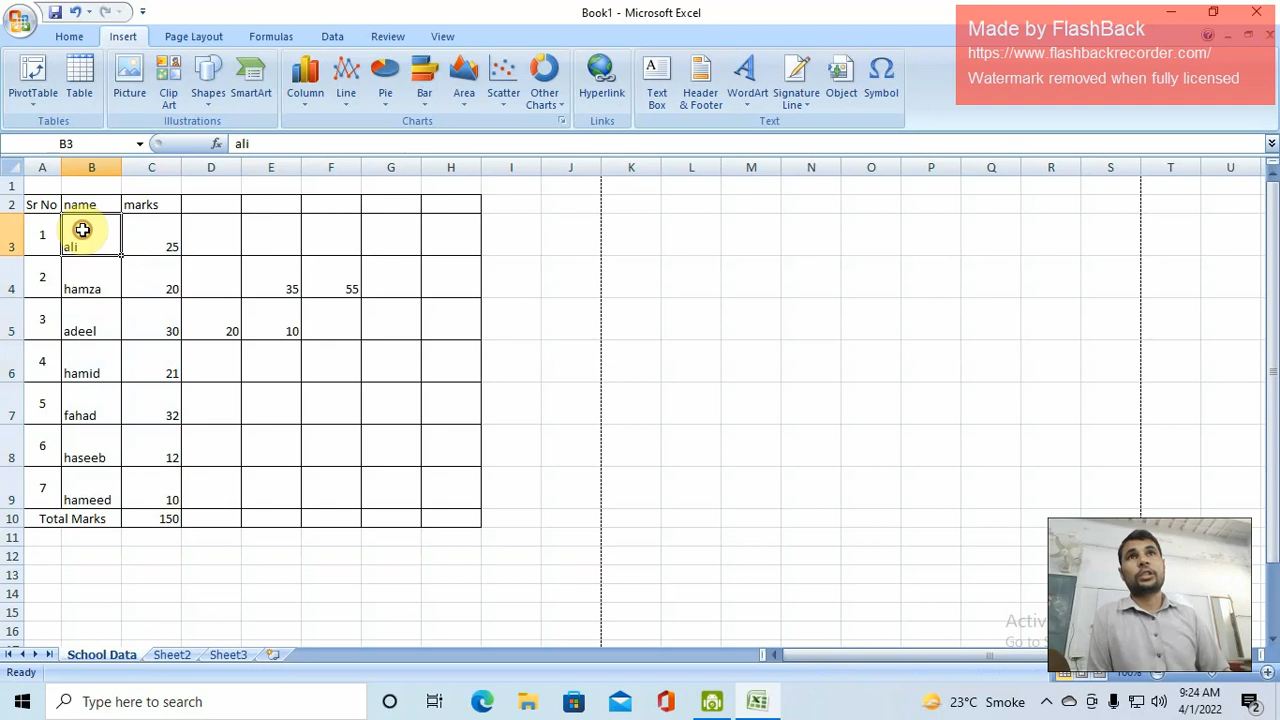 Book1 - Microsoft Excel
Made by FlashBack
https://www.flashbackrecorder.com/
Watermark removed when fully licensed
Home Insert Page Layout Formulas Data Review View
PivotTable Table Picture Clip Art Shapes SmartArt Column Line Pie Bar Area Scatter Other Charts Hyperlink Text Box Header & Footer WordArt Signature Line Object Symbol
Tables Illustrations Charts Links Text
B3 fx ali
A B C D E F G H I J K L M N O P Q R S T U
1
2 Sr No name marks
3 1 ali 25
4 2 hamza 20 35 55
5 3 adeel 30 20 10
6 4 hamid 21
7 5 fahad 32
8 6 haseeb 12
9 7 hameed 10
10 Total Marks 150
11
12
13
14
15
16
School Data Sheet2 Sheet3
Ready 100%
Type here to search
23°C Smoke
9:24 AM
4/1/2022
2